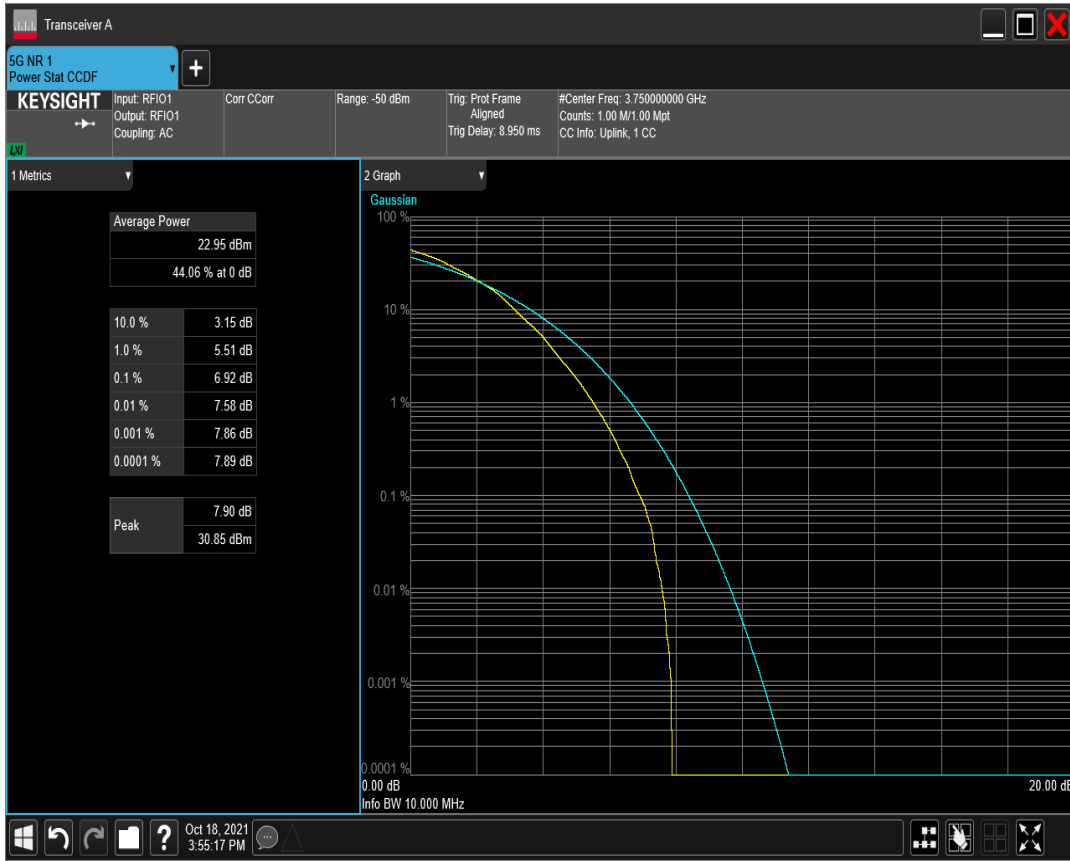 Transceiver A
5G NR 1
Power Stat CCDF
+
KEYSIGHT
LXI
Input: RFIO1
Output: RFIO1
Coupling: AC
Corr CCorr
Range: -50 dBm
Trig: Prot Frame
Aligned
Trig Delay: 8.950 ms
#Center Freq: 3.750000000 GHz
Counts: 1.00 M/1.00 Mpt
CC Info: Uplink, 1 CC
1 Metrics
Average Power
22.95 dBm
44.06 % at 0 dB
10.0 % 3.15 dB
1.0 % 5.51 dB
0.1 % 6.92 dB
0.01 % 7.58 dB
0.001 % 7.86 dB
0.0001 % 7.89 dB
Peak
7.90 dB
30.85 dBm
2 Graph
Gaussian
100 %
10 %
1 %
0.1 %
0.01 %
0.001 %
0.0001 %
0.00 dB 20.00 dB
Info BW 10.000 MHz
?
Oct 18, 2021
3:55:17 PM